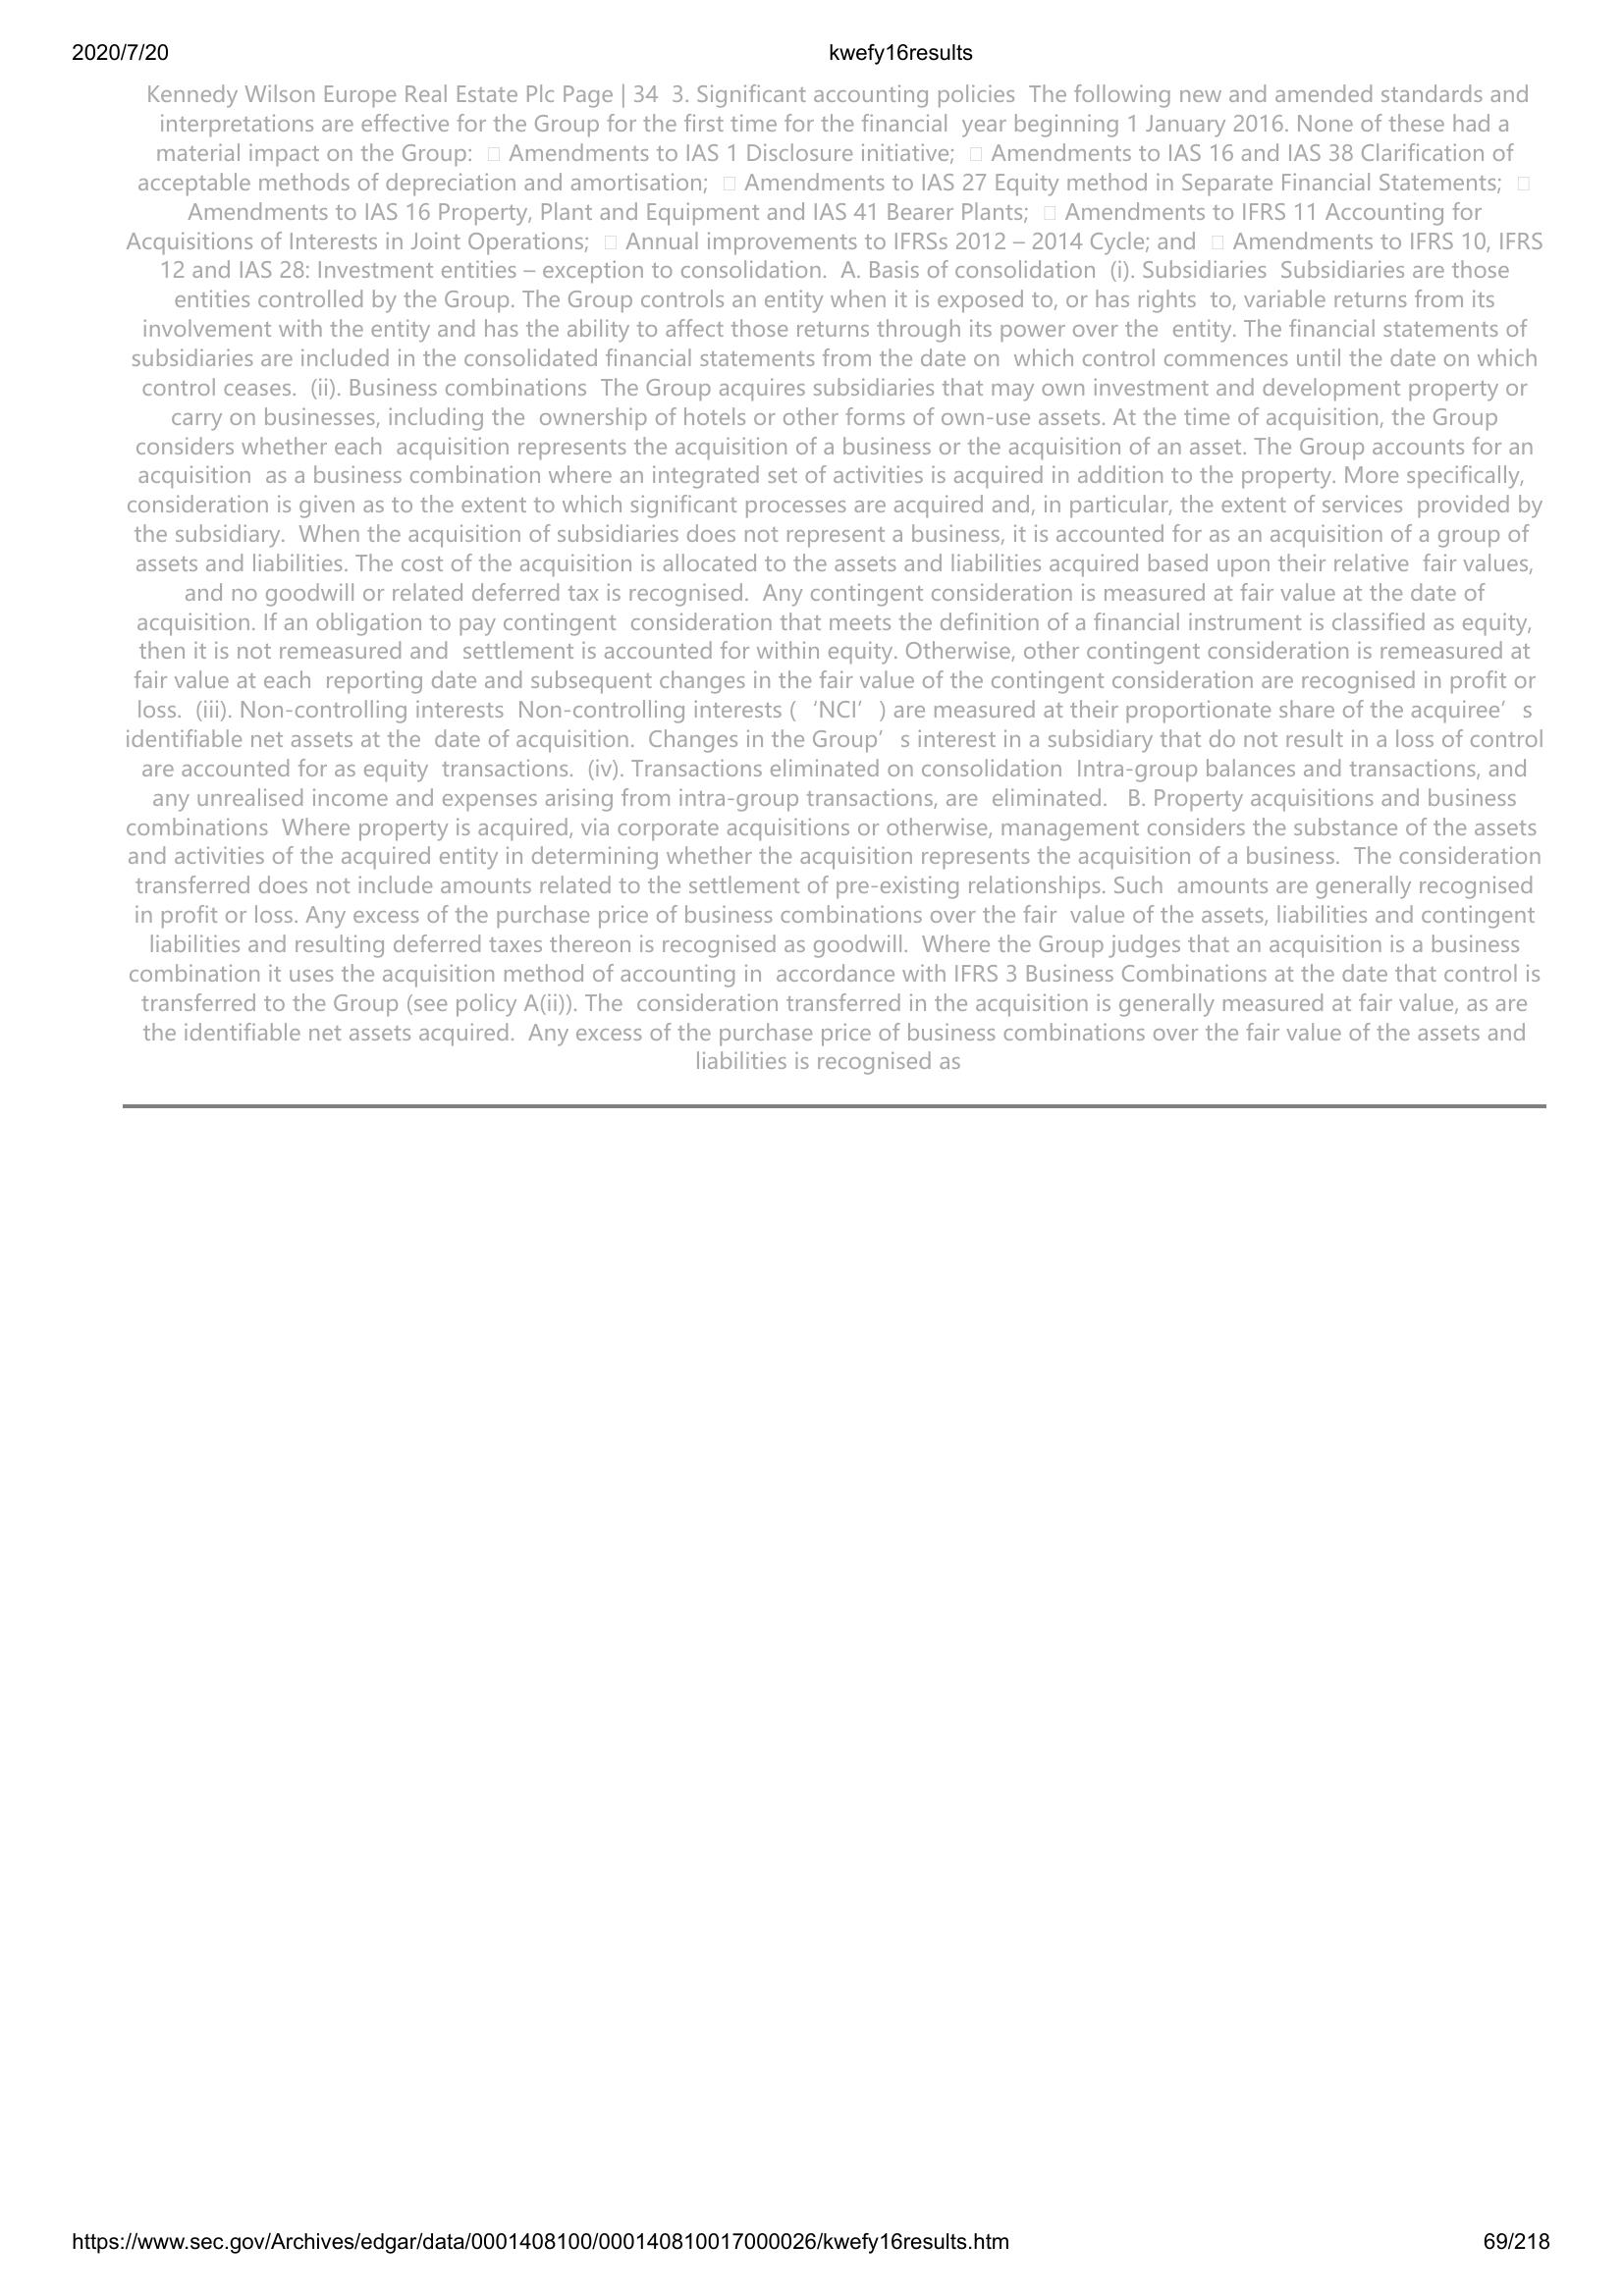 2020/7/20 kwefy16results
Kennedy Wilson Europe Real Estate Plc Page | 34 3. Significant accounting policies The following new and amended standards and
interpretations are effective for the Group for the first time for the financial year beginning 1 January 2016. None of these had a
material impact on the Group: □ Amendments to IAS 1 Disclosure initiative; □ Amendments to IAS 16 and IAS 38 Clarification of
acceptable methods of depreciation and amortisation; □ Amendments to IAS 27 Equity method in Separate Financial Statements; □
Amendments to IAS 16 Property, Plant and Equipment and IAS 41 Bearer Plants; □ Amendments to IFRS 11 Accounting for
Acquisitions of Interests in Joint Operations; □ Annual improvements to IFRSs 2012 – 2014 Cycle; and □ Amendments to IFRS 10, IFRS
12 and IAS 28: Investment entities – exception to consolidation. A. Basis of consolidation (i). Subsidiaries Subsidiaries are those
entities controlled by the Group. The Group controls an entity when it is exposed to, or has rights to, variable returns from its
involvement with the entity and has the ability to affect those returns through its power over the entity. The financial statements of
subsidiaries are included in the consolidated financial statements from the date on which control commences until the date on which
control ceases. (ii). Business combinations The Group acquires subsidiaries that may own investment and development property or
carry on businesses, including the ownership of hotels or other forms of own-use assets. At the time of acquisition, the Group
considers whether each acquisition represents the acquisition of a business or the acquisition of an asset. The Group accounts for an
acquisition as a business combination where an integrated set of activities is acquired in addition to the property. More specifically,
consideration is given as to the extent to which significant processes are acquired and, in particular, the extent of services provided by
the subsidiary. When the acquisition of subsidiaries does not represent a business, it is accounted for as an acquisition of a group of
assets and liabilities. The cost of the acquisition is allocated to the assets and liabilities acquired based upon their relative fair values,
and no goodwill or related deferred tax is recognised. Any contingent consideration is measured at fair value at the date of
acquisition. If an obligation to pay contingent consideration that meets the definition of a financial instrument is classified as equity,
then it is not remeasured and settlement is accounted for within equity. Otherwise, other contingent consideration is remeasured at
fair value at each reporting date and subsequent changes in the fair value of the contingent consideration are recognised in profit or
loss. (iii). Non-controlling interests Non-controlling interests ( ‘NCI’ ) are measured at their proportionate share of the acquiree’ s
identifiable net assets at the date of acquisition. Changes in the Group’ s interest in a subsidiary that do not result in a loss of control
are accounted for as equity transactions. (iv). Transactions eliminated on consolidation Intra-group balances and transactions, and
any unrealised income and expenses arising from intra-group transactions, are eliminated. B. Property acquisitions and business
combinations Where property is acquired, via corporate acquisitions or otherwise, management considers the substance of the assets
and activities of the acquired entity in determining whether the acquisition represents the acquisition of a business. The consideration
transferred does not include amounts related to the settlement of pre-existing relationships. Such amounts are generally recognised
in profit or loss. Any excess of the purchase price of business combinations over the fair value of the assets, liabilities and contingent
liabilities and resulting deferred taxes thereon is recognised as goodwill. Where the Group judges that an acquisition is a business
combination it uses the acquisition method of accounting in accordance with IFRS 3 Business Combinations at the date that control is
transferred to the Group (see policy A(ii)). The consideration transferred in the acquisition is generally measured at fair value, as are
the identifiable net assets acquired. Any excess of the purchase price of business combinations over the fair value of the assets and
liabilities is recognised as
https://www.sec.gov/Archives/edgar/data/0001408100/000140810017000026/kwefy16results.htm 69/218